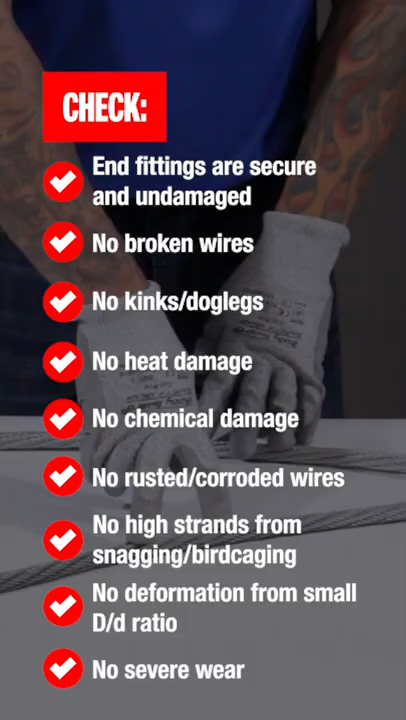 CHECK:
End fittings are secure
and undamaged
No broken wires
No kinks/doglegs
No heat damage
No chemical damage
No rusted/corroded wires
No high strands from
snagging/birdcaging
No deformation from small
D/d ratio
No severe wear